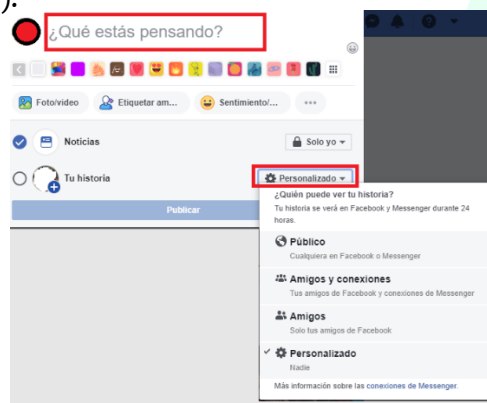 ).
¿Qué estás pensando?
Foto/video
Etiquetar am...
Sentimiento/...
Noticias
Solo yo
Tu historia
Personalizado
Publicar
¿Quién puede ver tu historia?
Tu historia se verá en Facebook y Messenger durante 24
horas.
Público
Cualquiera en Facebook o Messenger
Amigos y conexiones
Tus amigos de Facebook y conexiones de Messenger
Amigos
Solo tus amigos de Facebook
Personalizado
Nadie
Más información sobre las conexiones de Messenger.